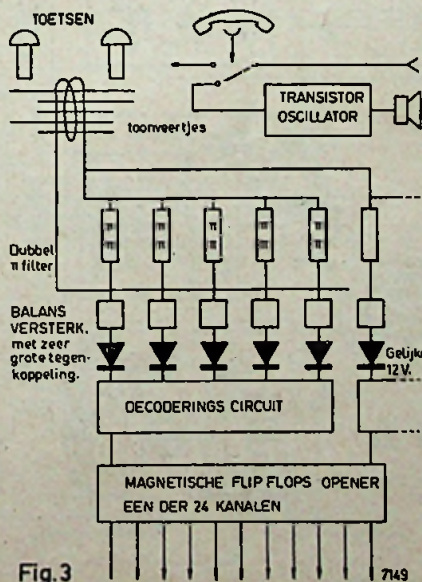 TOETSEN
TRANSISTOR
OSCILLATOR
toonveertjes
π π π π π
π π π π π
Dubbel
π filter
BALANS
VERSTERK.
met zeer
grote tegen-
koppeling.
Gelijk
12 V.
DECODERINGS CIRCUIT
MAGNETISCHE FLIP FLOPS OPENER
EEN DER 24 KANALEN
Fig.3
7149